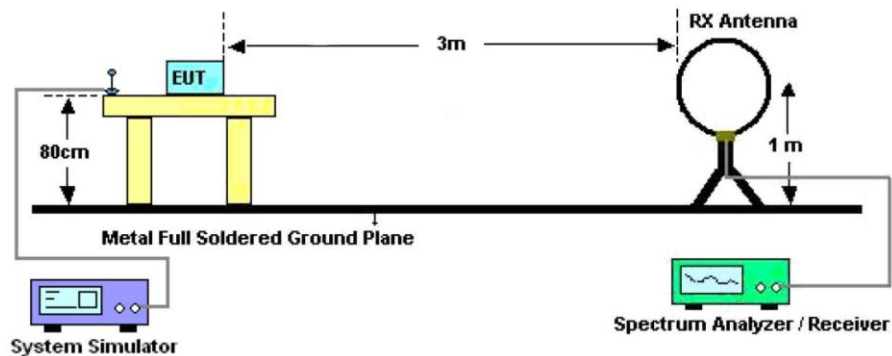 RX Antenna
3m
EUT
80cm
1 m
Metal Full Soldered Ground Plane
System Simulator
Spectrum Analyzer / Receiver